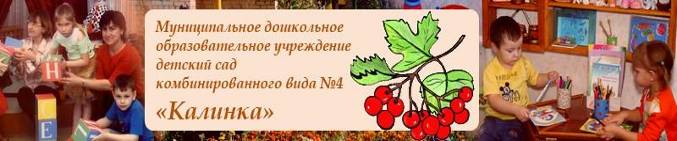 Муниципальное дошкольное
образовательное учреждение
детский сад
комбинированного вида №4
«Калинка»
Н
Е